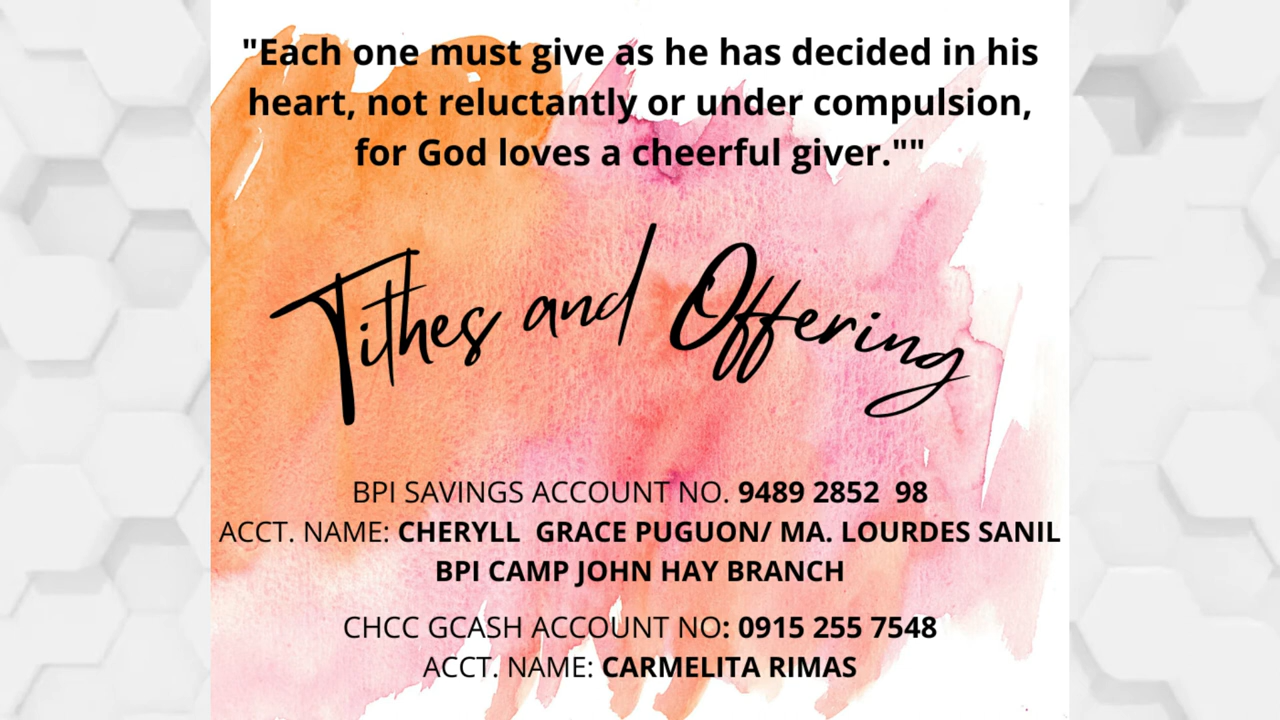 "Each one must give as he has decided in his
heart, not reluctantly or under compulsion,
for God loves a cheerful giver.""
Tithes and Offering
BPI SAVINGS ACCOUNT NO. 9489 2852  98
ACCT. NAME: CHERYLL  GRACE PUGUON/ MA. LOURDES SANIL
BPI CAMP JOHN HAY BRANCH
CHCC GCASH ACCOUNT NO: 0915 255 7548
ACCT. NAME: CARMELITA RIMAS